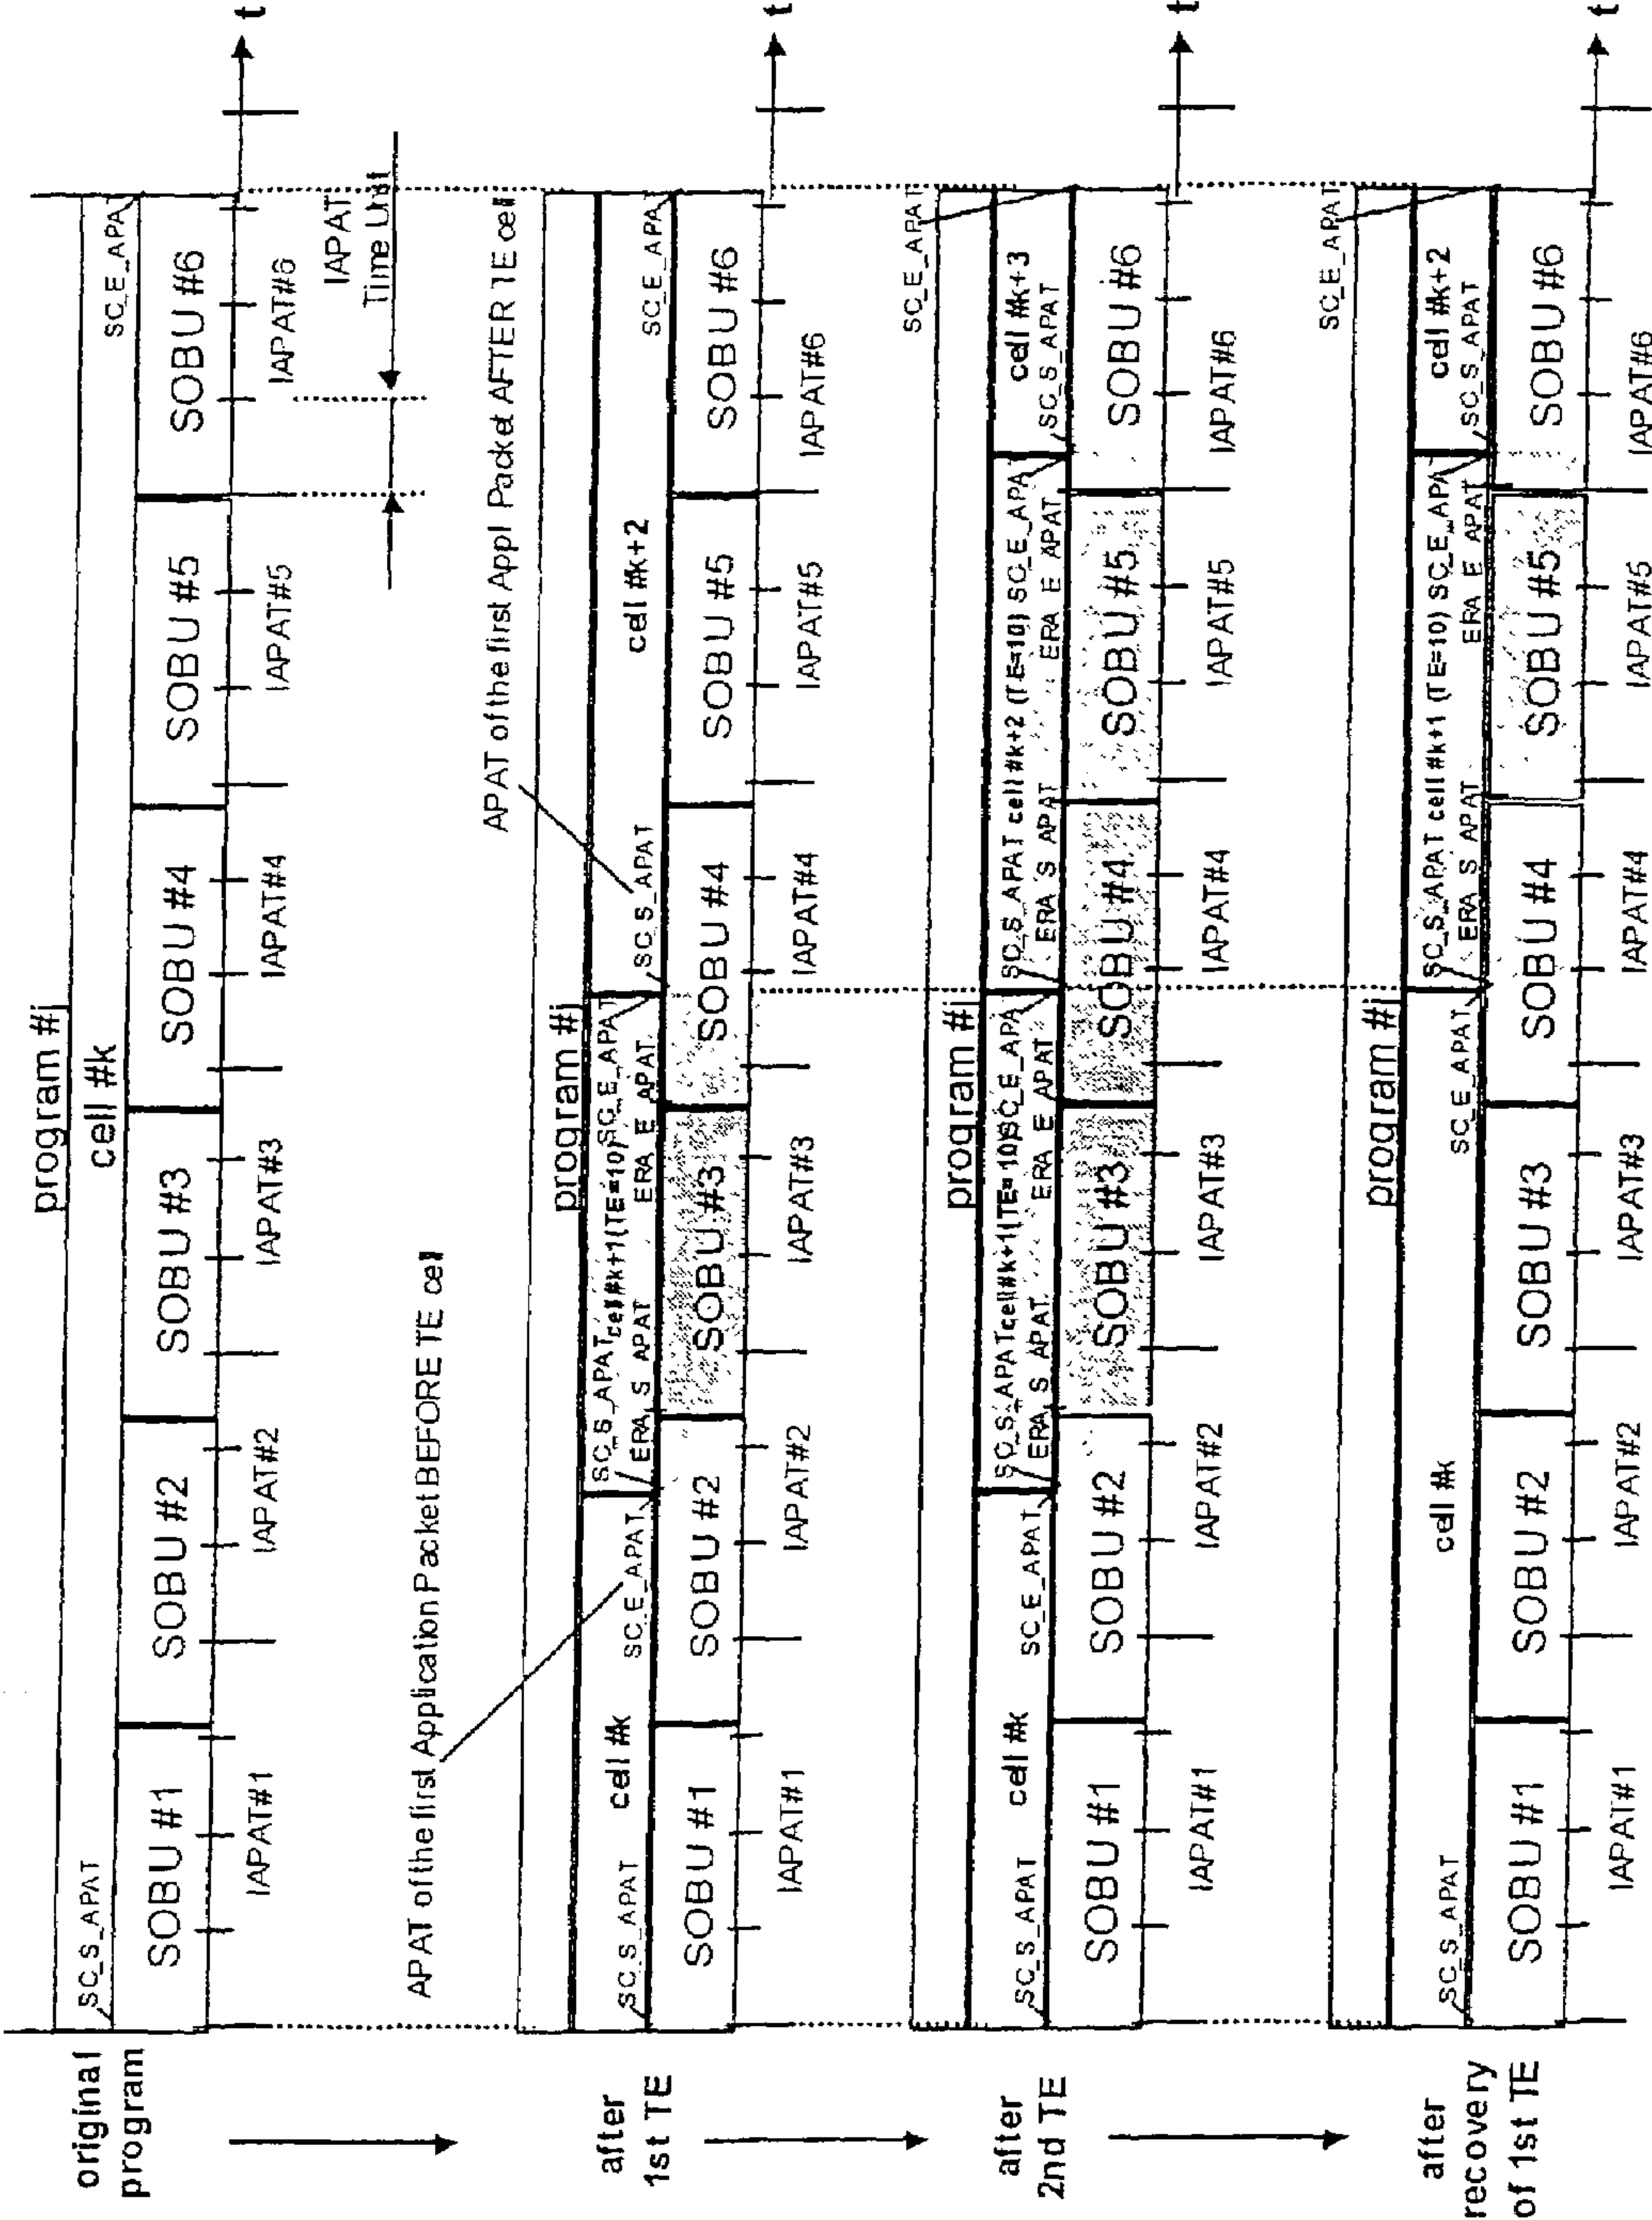 original
program
program #j
cell #k
SC_S_APAT
SC_E_APAT
SOBU #1
SOBU #2
SOBU #3
SOBU #4
SOBU #5
SOBU #6
t
IAPAT#1
IAPAT#2
IAPAT#3
IAPAT#4
IAPAT#5
IAPAT#6
IAPAT
Time Unit
APAT of the first Application Packet BEFORE TE cell
APAT of the first Appl Packet AFTER TE cell
after
1st TE
program #j
SC_S_APAT
cell #k
SC_E_APAT
SC_S_APAT cell #k+1 (TE=10) SC_E_APAT
ERA_S_APAT
ERA_E_APAT
SC_S_APAT
cell #k+2
SC_E_APAT
SOBU #1
SOBU #2
SOBU #3
SOBU #4
SOBU #5
SOBU #6
t
IAPAT#1
IAPAT#2
IAPAT#3
IAPAT#4
IAPAT#5
IAPAT#6
after
2nd TE
program #j
SC_E_APAT
SC_S_APAT
cell #k
SC_E_APAT
SC_S_APAT cell #k+1 (TE=10) SC_E_APAT
ERA_S_APAT
ERA_E_APAT
SC_S_APAT cell #k+2 (TE=10) SC_E_APAT
ERA_S_APAT
ERA_E_APAT
cell #k+3
SC_S_APAT
SOBU #1
SOBU #2
SOBU #3
SOBU #4
SOBU #5
SOBU #6
t
IAPAT#1
IAPAT#2
IAPAT#3
IAPAT#4
IAPAT#5
IAPAT#6
after
recovery
of 1st TE
program #j
SC_E_APAT
SC_S_APAT
cell #k
SC_E_APAT
SC_S_APAT cell #k+1 (TE=10) SC_E_APAT
ERA_S_APAT
ERA_E_APAT
cell #k+2
SC_S_APAT
SOBU #1
SOBU #2
SOBU #3
SOBU #4
SOBU #5
SOBU #6
t
IAPAT#1
IAPAT#2
IAPAT#3
IAPAT#4
IAPAT#5
IAPAT#6